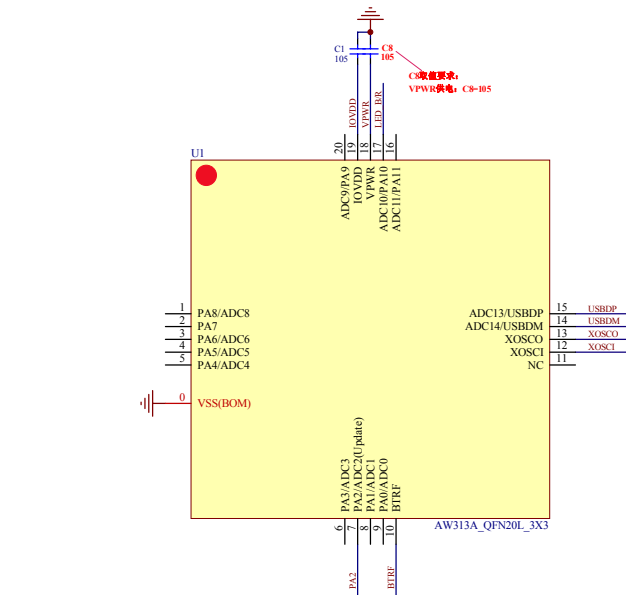 C1
105
C8
105
C8取值要求:
VPWR供电: C8=105
IOVDD
VPWR
LED_B/R
20
19
18
17
16
U1
ADC9/PA9
IOVDD
VPWR
ADC10/PA10
ADC11/PA11
1 PA8/ADC8
2 PA7
3 PA6/ADC6
4 PA5/ADC5
5 PA4/ADC4
0 VSS(BOM)
ADC13/USBDP 15 USBDP
ADC14/USBDM 14 USBDM
XOSCO 13 XOSCO
XOSCI 12 XOSCI
NC 11
PA3/ADC3
PA2/ADC2(Update)
PA1/ADC1
PA0/ADC0
BTRF
6
7
8
9
10
AW313A_QFN20L_3X3
PA2
BTRF